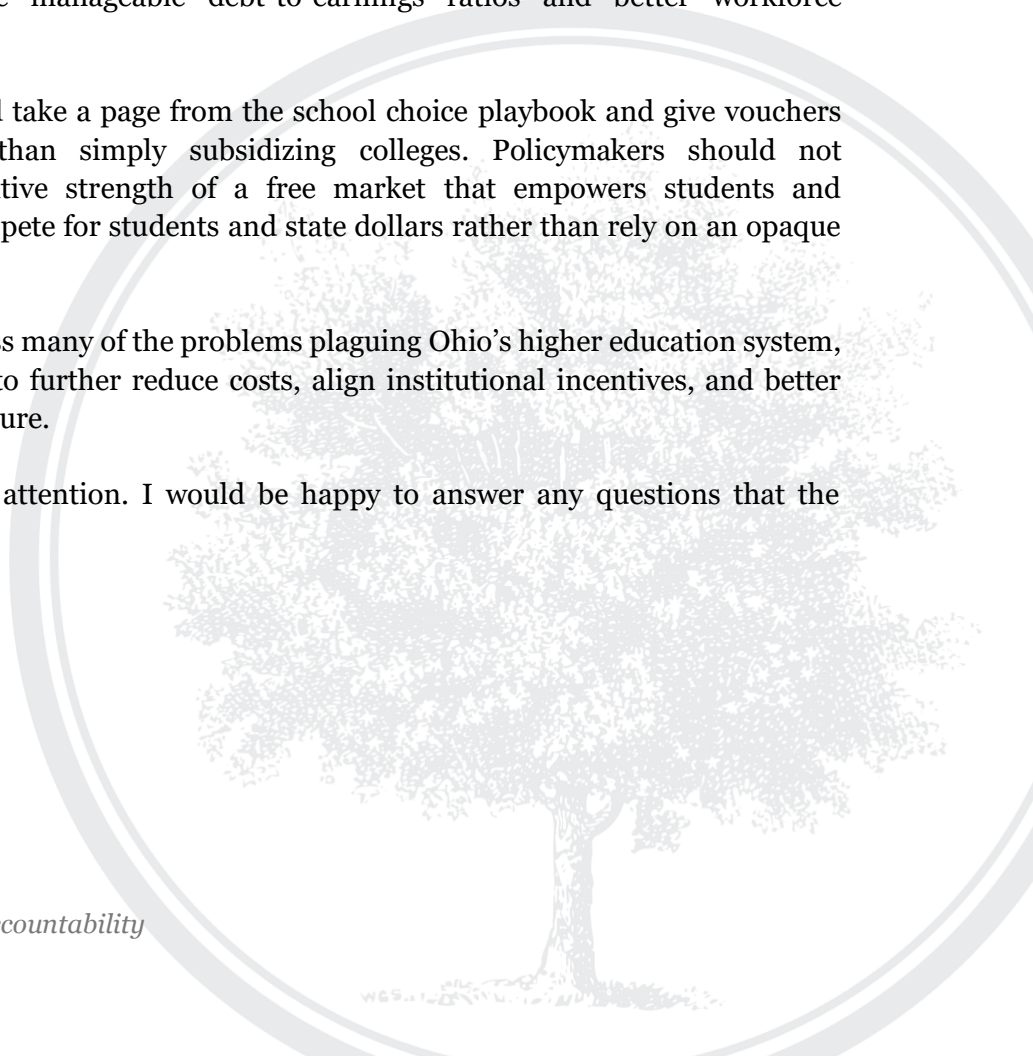 manageable debt-to-earnings ratios and better workforce
take a page from the school choice playbook and give vouchers
than simply subsidizing colleges. Policymakers should not
tive strength of a free market that empowers students and
pete for students and state dollars rather than rely on an opaque
ss many of the problems plaguing Ohio’s higher education system,
to further reduce costs, align institutional incentives, and better
ure.
attention. I would be happy to answer any questions that the
countability